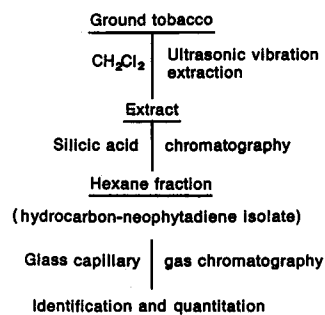 Ground tobacco
CH₂Cl₂ Ultrasonic vibration
extraction
Extract
Silicic acid chromatography
Hexane fraction
(hydrocarbon-neophytadiene isolate)
Glass capillary gas chromatography
Identification and quantitation